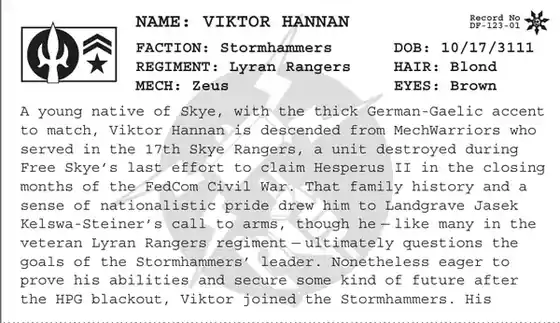 NAME: VIKTOR HANNAN
Record No
DF-123-01
FACTION: Stormhammers DOB: 10/17/3111
REGIMENT: Lyran Rangers HAIR: Blond
MECH: Zeus EYES: Brown
A young native of Skye, with the thick German-Gaelic accent
to match, Viktor Hannan is descended from MechWarriors who
served in the 17th Skye Rangers, a unit destroyed during
Free Skye's last effort to claim Hesperus II in the closing
months of the FedCom Civil War. That family history and a
sense of nationalistic pride drew him to Landgrave Jasek
Kelswa-Steiner's call to arms, though he — like many in the
veteran Lyran Rangers regiment — ultimately questions the
goals of the Stormhammers' leader. Nonetheless eager to
prove his abilities and secure some kind of future after
the HPG blackout, Viktor joined the Stormhammers. His